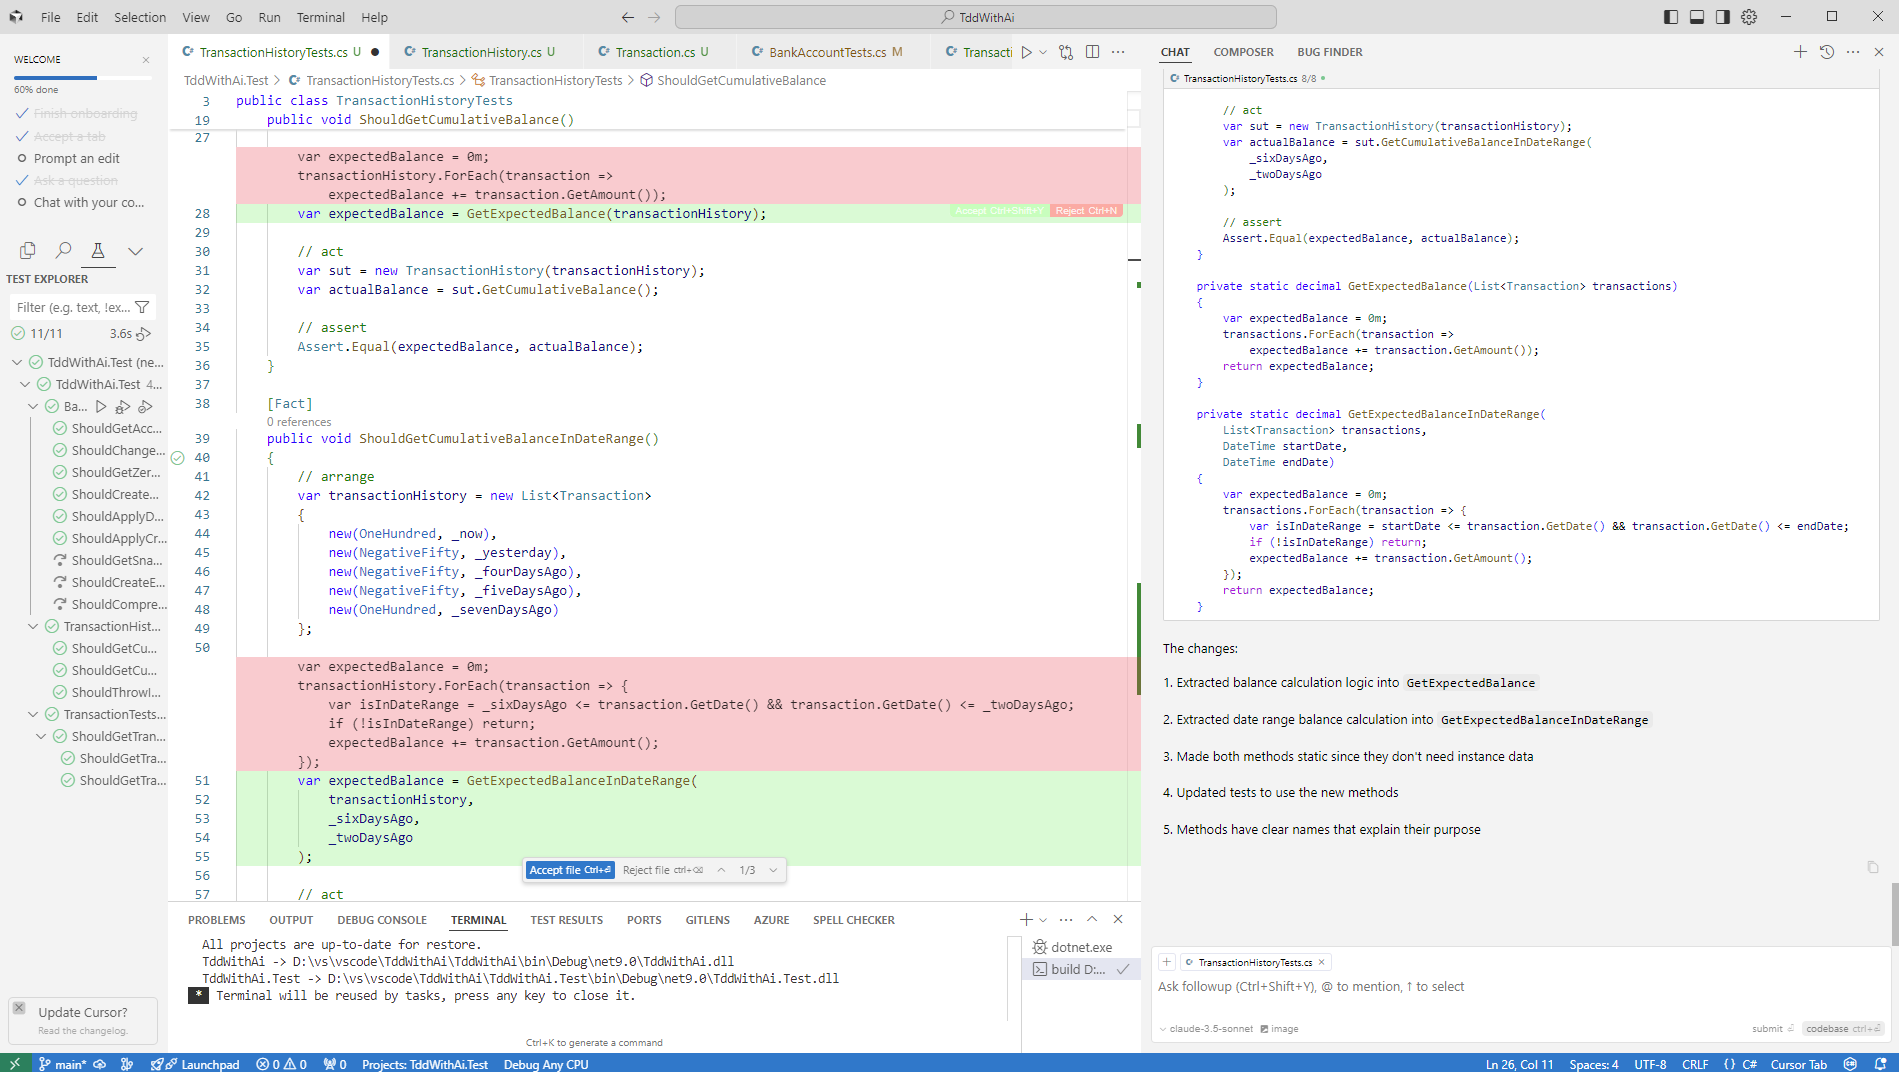 File Edit Selection View Go Run Terminal Help
TddWithAi
WELCOME
60% done
Finish onboarding
Accept a tab
Prompt an edit
Ask a question
Chat with your co...
TEST EXPLORER
Filter (e.g. text, !ex...
11/11 3.6s
TddWithAi.Test (ne...
TddWithAi.Test 4...
Ba...
ShouldGetAcc...
ShouldChange...
ShouldGetZer...
ShouldCreate...
ShouldApplyD...
ShouldApplyCr...
ShouldGetSna...
ShouldCreateE...
ShouldCompre...
TransactionHist...
ShouldGetCu...
ShouldGetCu...
ShouldThrowI...
TransactionTests...
ShouldGetTran...
ShouldGetTra...
ShouldGetTra...
Update Cursor?
Read the changelog.
TransactionHistoryTests.cs U TransactionHistory.cs U Transaction.cs U BankAccountTests.cs M Transacti
TddWithAi.Test > TransactionHistoryTests.cs > TransactionHistoryTests > ShouldGetCumulativeBalance
3 public class TransactionHistoryTests
19 public void ShouldGetCumulativeBalance()
27
var expectedBalance = 0m;
transactionHistory.ForEach(transaction =>
expectedBalance += transaction.GetAmount());
28 var expectedBalance = GetExpectedBalance(transactionHistory);
Accept Ctrl+Shift+Y Reject Ctrl+N
29
30 // act
31 var sut = new TransactionHistory(transactionHistory);
32 var actualBalance = sut.GetCumulativeBalance();
33
34 // assert
35 Assert.Equal(expectedBalance, actualBalance);
36 }
37
38 [Fact]
0 references
39 public void ShouldGetCumulativeBalanceInDateRange()
40 {
41 // arrange
42 var transactionHistory = new List<Transaction>
43 {
44 new(OneHundred, _now),
45 new(NegativeFifty, _yesterday),
46 new(NegativeFifty, _fourDaysAgo),
47 new(NegativeFifty, _fiveDaysAgo),
48 new(OneHundred, _sevenDaysAgo)
49 };
50
var expectedBalance = 0m;
transactionHistory.ForEach(transaction => {
var isInDateRange = _sixDaysAgo <= transaction.GetDate() && transaction.GetDate() <= _twoDaysAgo;
if (!isInDateRange) return;
expectedBalance += transaction.GetAmount();
});
51 var expectedBalance = GetExpectedBalanceInDateRange(
52 transactionHistory,
53 _sixDaysAgo,
54 _twoDaysAgo
55 );
56
57 // act
Accept file Ctrl+⏎ Reject file ctrl+⌫ 1/3
PROBLEMS OUTPUT DEBUG CONSOLE TERMINAL TEST RESULTS PORTS GITLENS AZURE SPELL CHECKER
All projects are up-to-date for restore.
TddWithAi -> D:\vs\vscode\TddWithAi\TddWithAi\bin\Debug\net9.0\TddWithAi.dll
TddWithAi.Test -> D:\vs\vscode\TddWithAi\TddWithAi.Test\bin\Debug\net9.0\TddWithAi.Test.dll
* Terminal will be reused by tasks, press any key to close it.
dotnet.exe
build D:...
Ctrl+K to generate a command
CHAT COMPOSER BUG FINDER
TransactionHistoryTests.cs 8/8
// act
var sut = new TransactionHistory(transactionHistory);
var actualBalance = sut.GetCumulativeBalanceInDateRange(
_sixDaysAgo,
_twoDaysAgo
);
// assert
Assert.Equal(expectedBalance, actualBalance);
}
private static decimal GetExpectedBalance(List<Transaction> transactions)
{
var expectedBalance = 0m;
transactions.ForEach(transaction =>
expectedBalance += transaction.GetAmount());
return expectedBalance;
}
private static decimal GetExpectedBalanceInDateRange(
List<Transaction> transactions,
DateTime startDate,
DateTime endDate)
{
var expectedBalance = 0m;
transactions.ForEach(transaction => {
var isInDateRange = startDate <= transaction.GetDate() && transaction.GetDate() <= endDate;
if (!isInDateRange) return;
expectedBalance += transaction.GetAmount();
});
return expectedBalance;
}
The changes:
1. Extracted balance calculation logic into GetExpectedBalance
2. Extracted date range balance calculation into GetExpectedBalanceInDateRange
3. Made both methods static since they don't need instance data
4. Updated tests to use the new methods
5. Methods have clear names that explain their purpose
+ TransactionHistoryTests.cs ×
Ask followup (Ctrl+Shift+Y), @ to mention, ↑ to select
claude-3.5-sonnet image submit ⏎ codebase ctrl+⏎
main* Launchpad 0 0 0 Projects: TddWithAi.Test Debug Any CPU Ln 26, Col 11 Spaces: 4 UTF-8 CRLF {} C# Cursor Tab